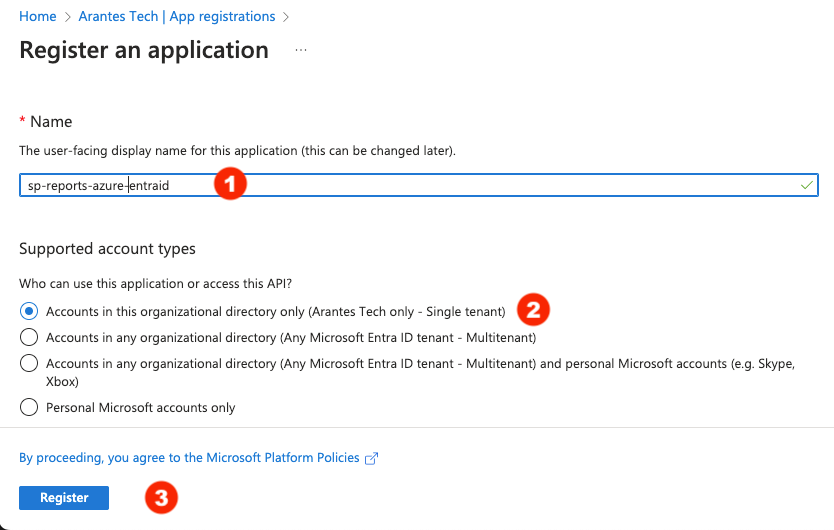 Home > Arantes Tech | App registrations >
Register an application ...
* Name
The user-facing display name for this application (this can be changed later).
sp-reports-azure-entraid 1
Supported account types
Who can use this application or access this API?
Accounts in this organizational directory only (Arantes Tech only - Single tenant) 2
Accounts in any organizational directory (Any Microsoft Entra ID tenant - Multitenant)
Accounts in any organizational directory (Any Microsoft Entra ID tenant - Multitenant) and personal Microsoft accounts (e.g. Skype,
Xbox)
Personal Microsoft accounts only
By proceeding, you agree to the Microsoft Platform Policies
Register 3